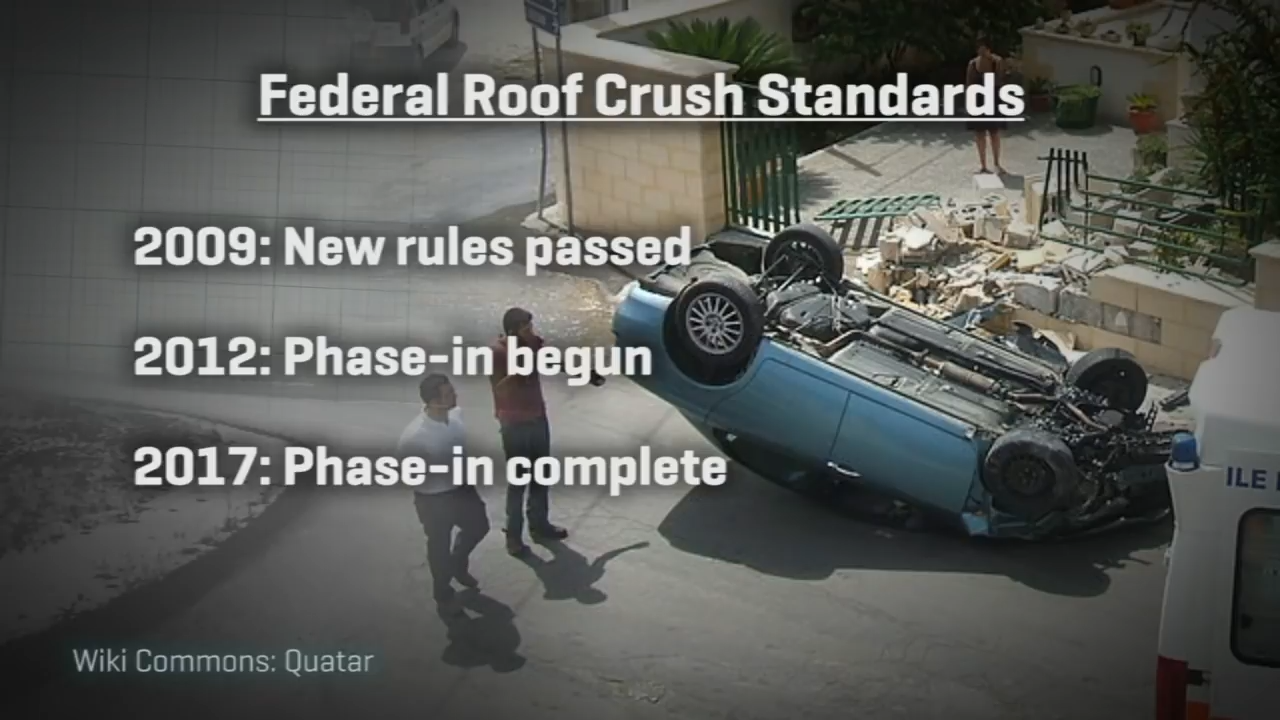 Federal Roof Crush Standards
2009: New rules passed
2012: Phase-in begun
2017: Phase-in complete
ILE
Wiki Commons: Quatar